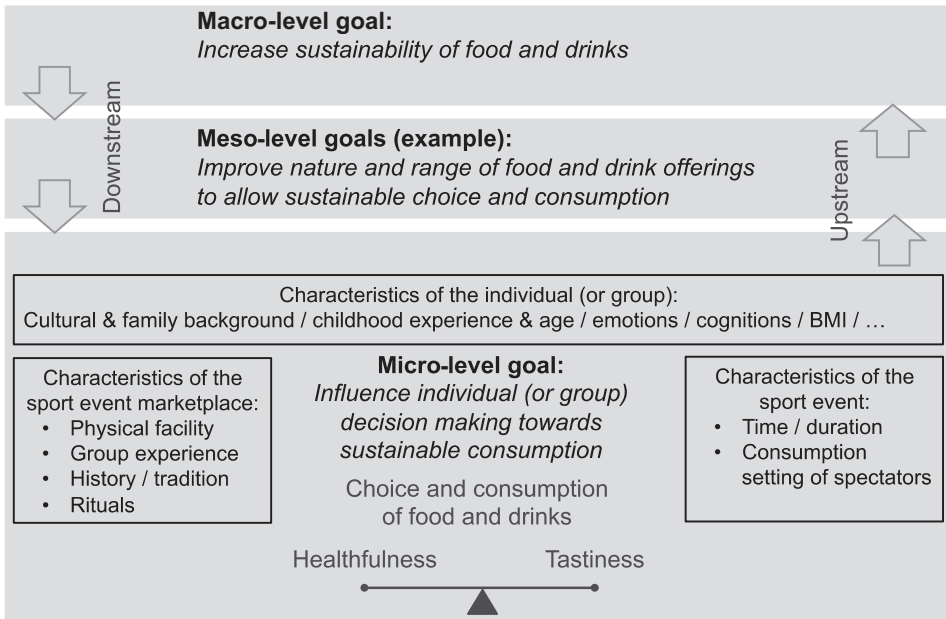 Macro-level goal:
Increase sustainability of food and drinks
Downstream
Meso-level goals (example):
Improve nature and range of food and drink offerings
to allow sustainable choice and consumption
Upstream
Characteristics of the individual (or group):
Cultural & family background / childhood experience & age / emotions / cognitions / BMI / …
Characteristics of the
sport event marketplace:
• Physical facility
• Group experience
• History / tradition
• Rituals
Micro-level goal:
Influence individual (or group)
decision making towards
sustainable consumption
Choice and consumption
of food and drinks
Characteristics of the
sport event:
• Time / duration
• Consumption
setting of spectators
Healthfulness
Tastiness